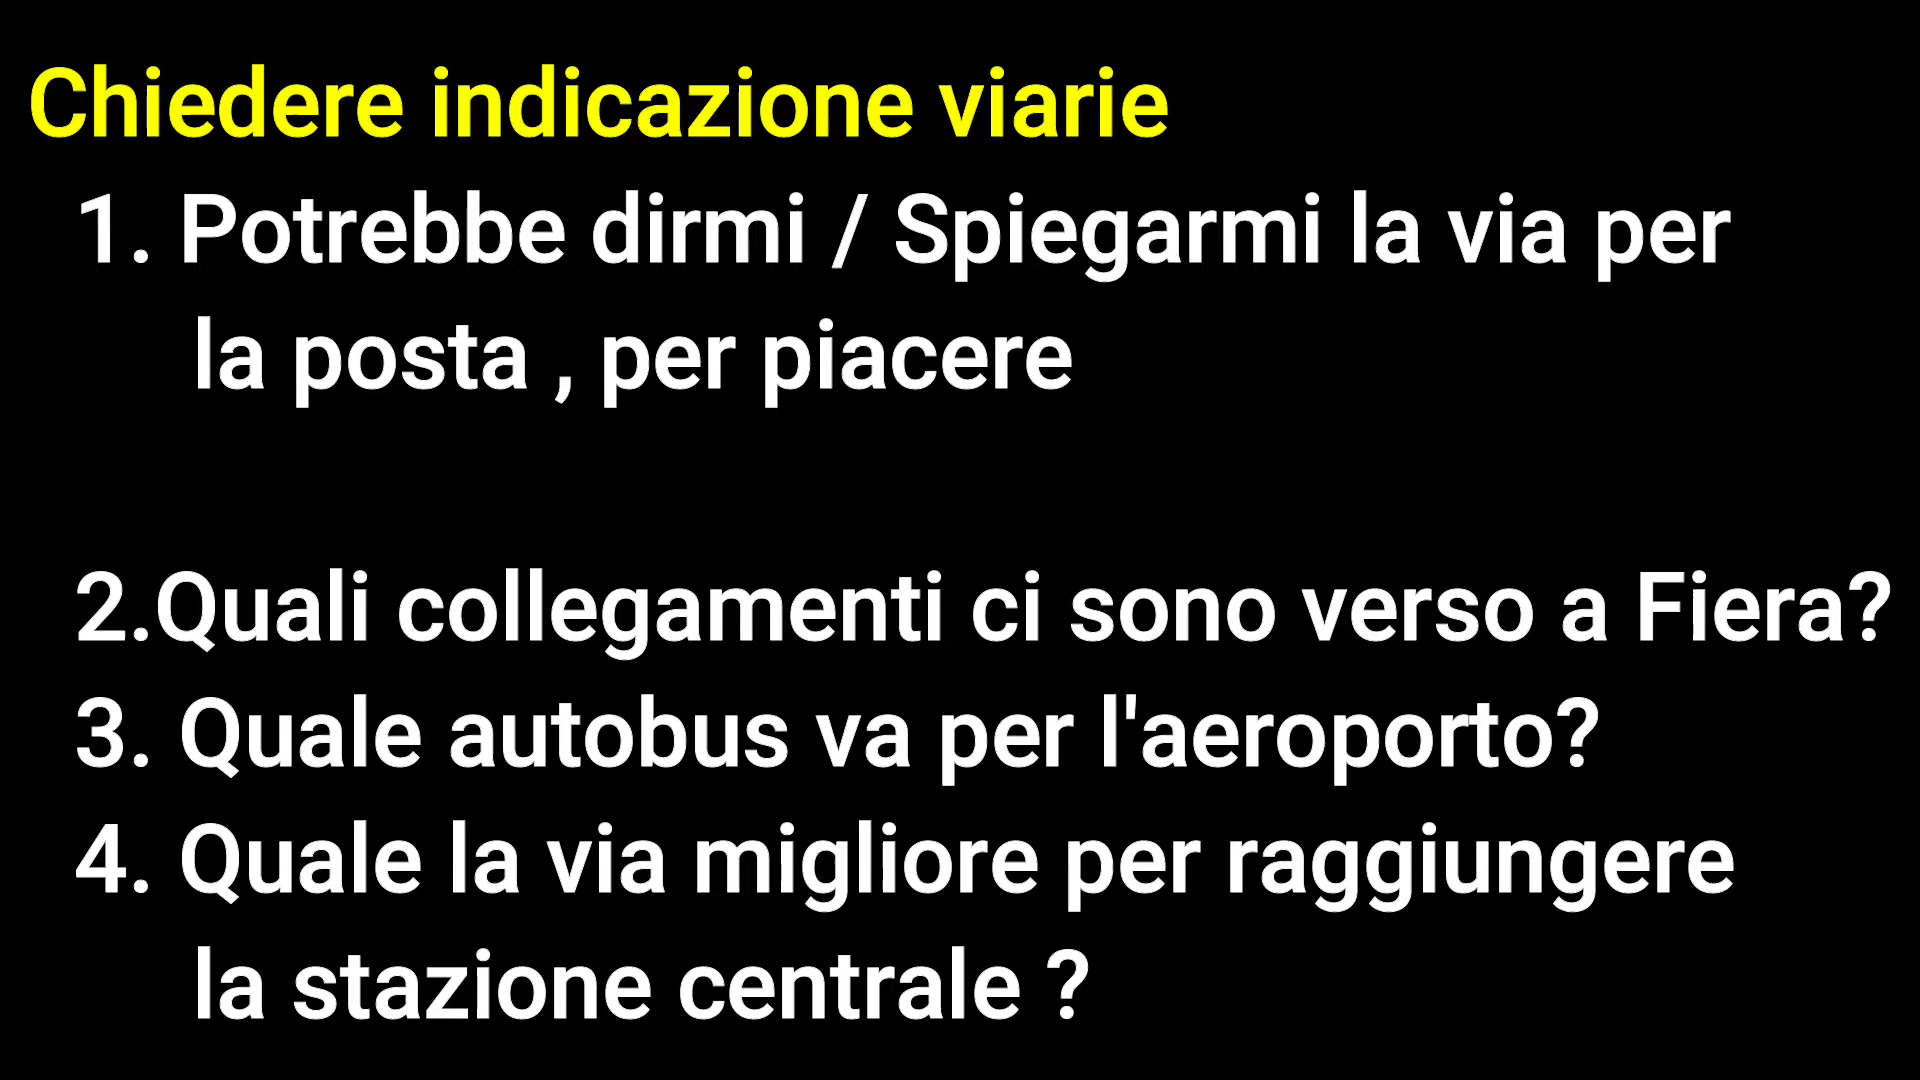 Chiedere indicazione viarie
1. Potrebbe dirmi / Spiegarmi la via per
la posta , per piacere
2.Quali collegamenti ci sono verso a Fiera?
3. Quale autobus va per l'aeroporto?
4. Quale la via migliore per raggiungere
la stazione centrale ?